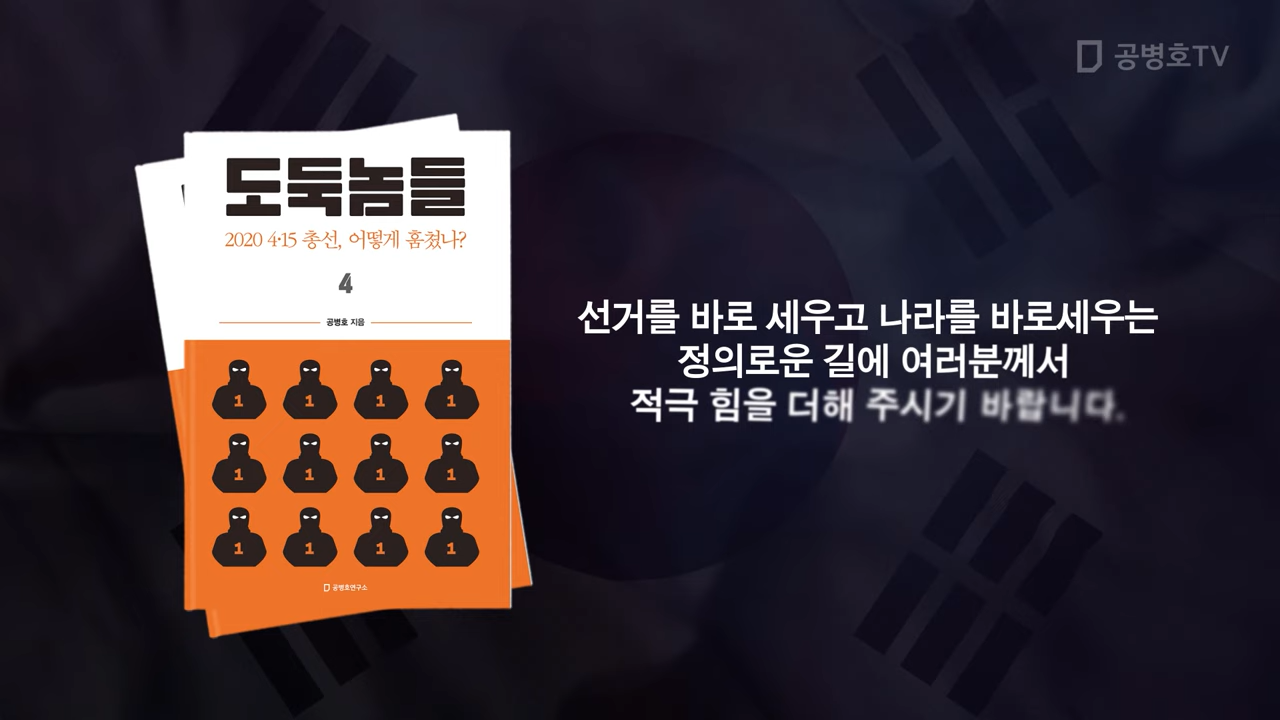 공병호TV
도둑놈들
2020 4·15 총선, 어떻게 훔쳤나?
4
공병호 지음
1 1 1 1
1 1 1 1
1 1 1 1
공병호연구소
선거를 바로 세우고 나라를 바로세우는
정의로운 길에 여러분께서
적극 힘을 더해 주시기 바랍니다.